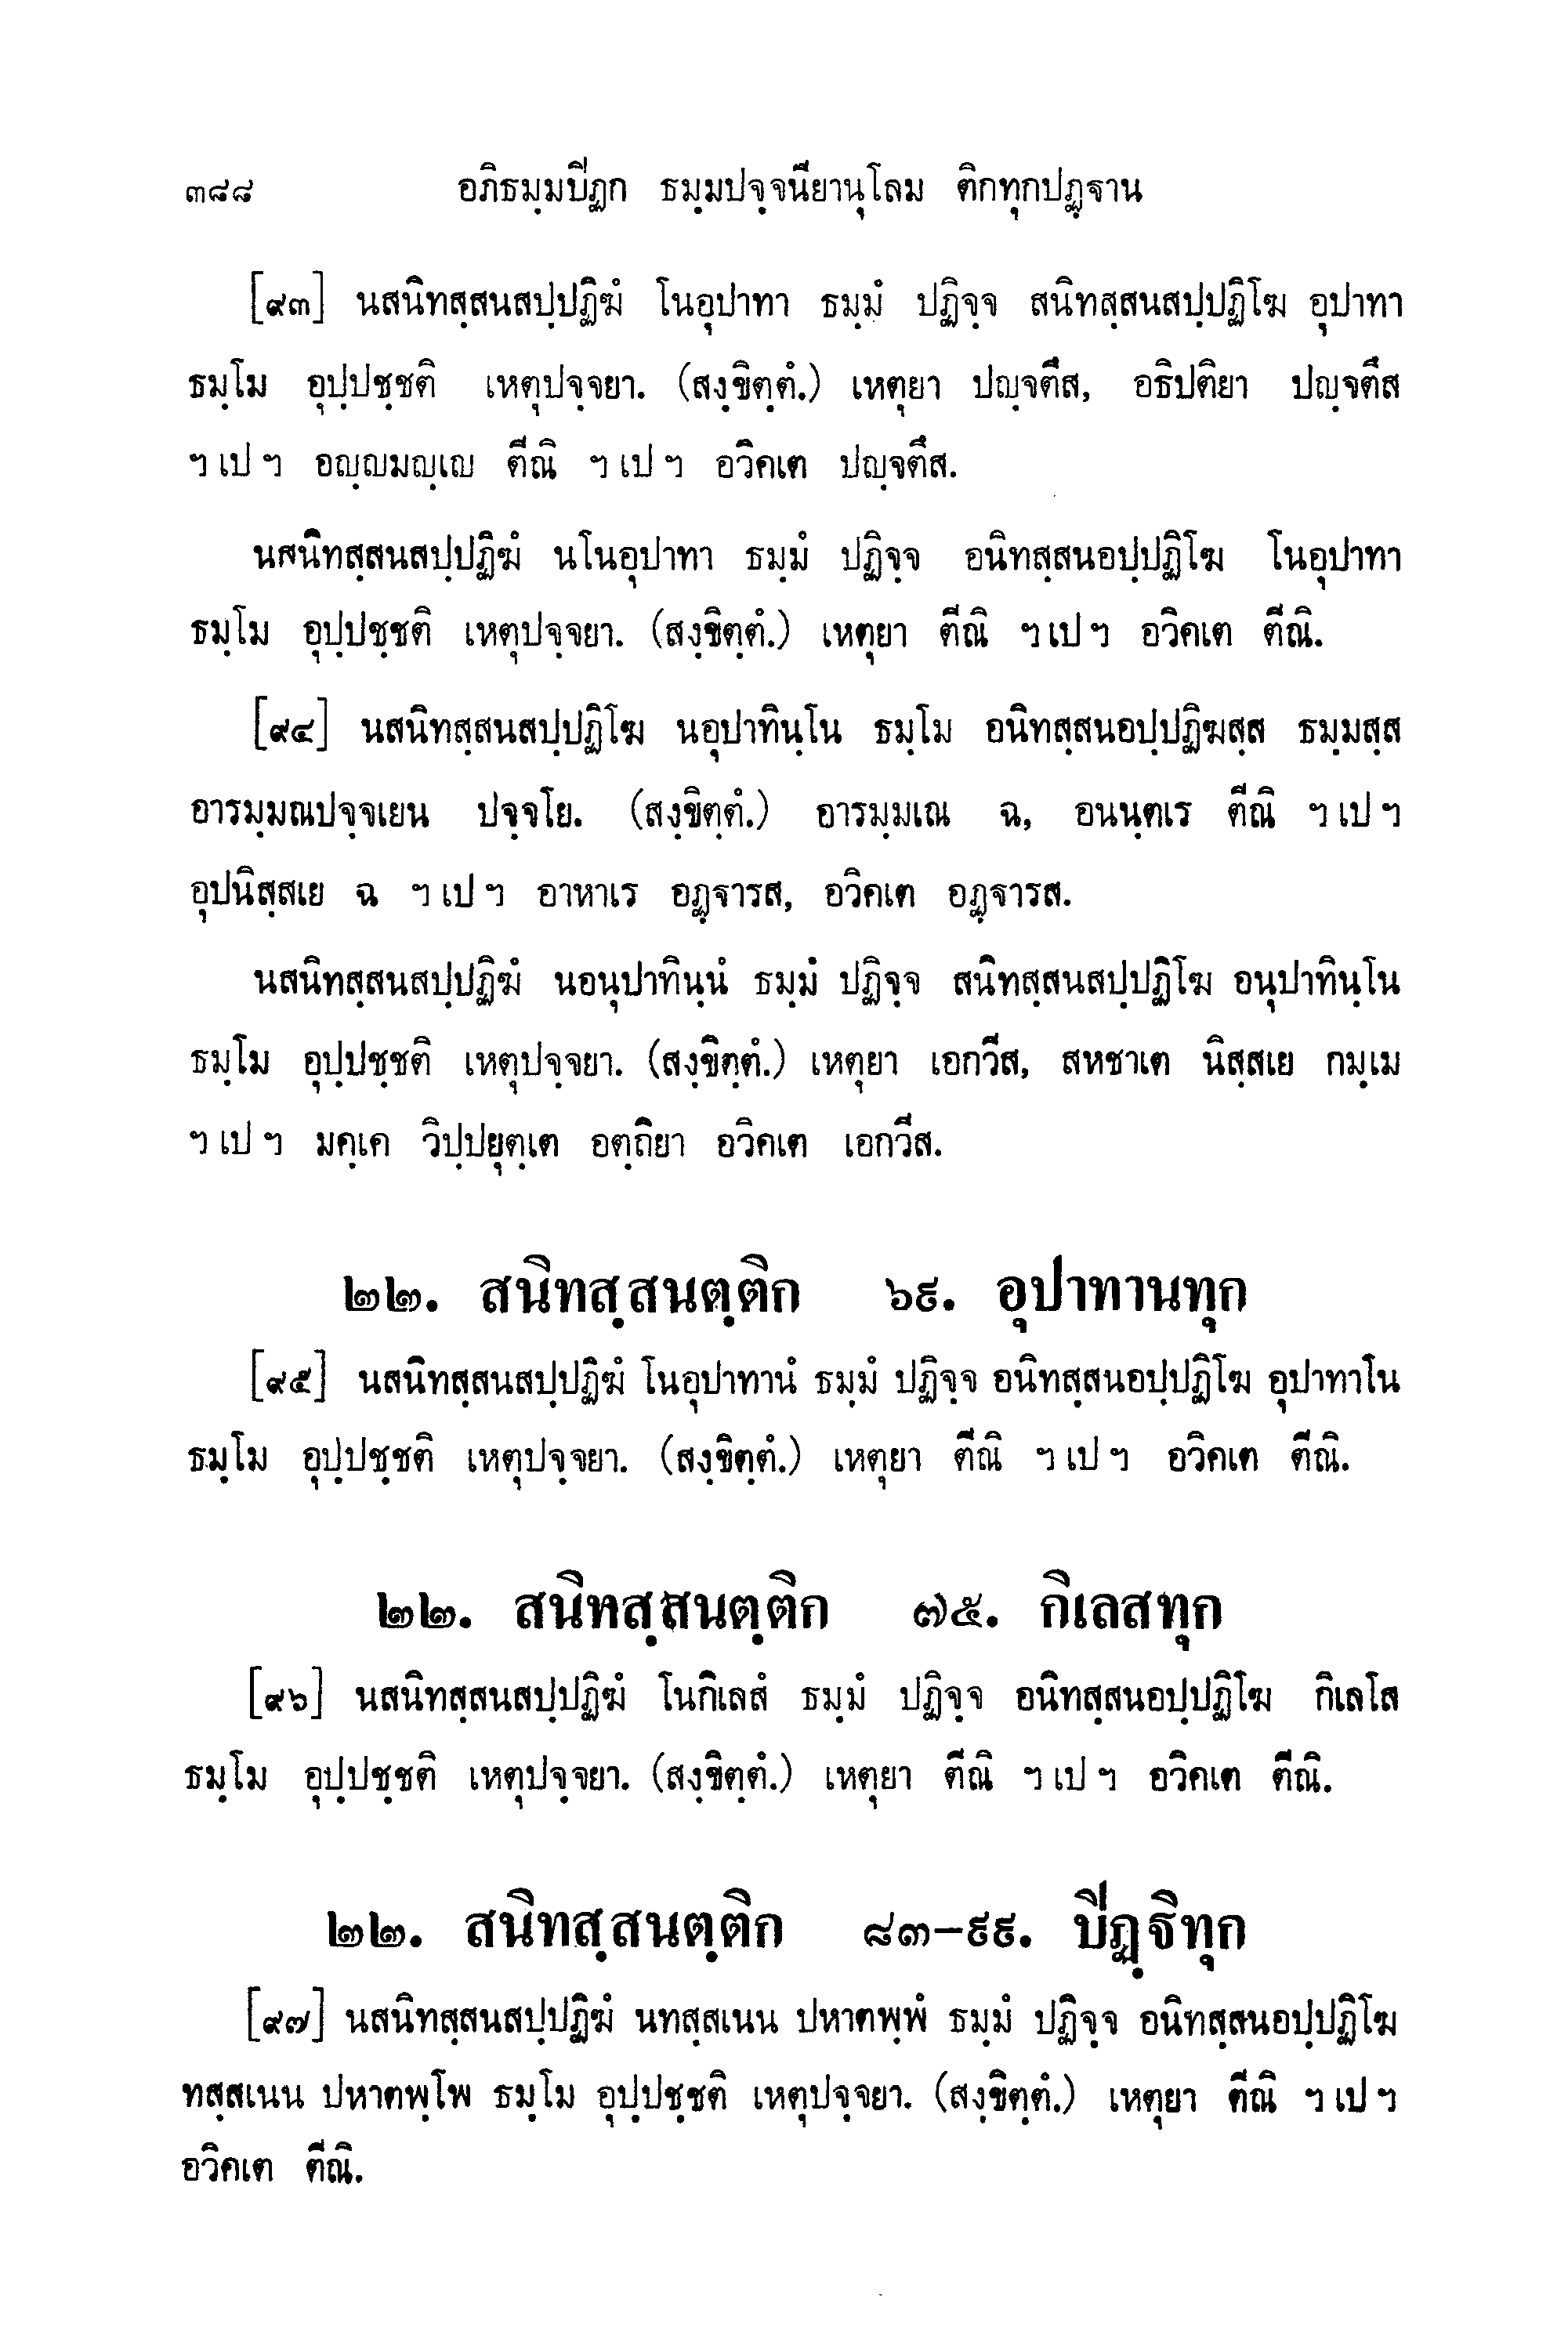 ๓๘๘ อภิธมฺมปิฏก ธมฺมปจฺจนียานุโลม ติกทุกปฏฺฐาน
[๙๓] นสนิทสฺสนสปฺปฏิฆํ โนอุปาทา ธมฺมํ ปฏิจฺจ สนิทสฺสนสปฺปฏิโฆ อุปาทา
ธมฺโม อุปฺปชฺชติ เหตุปจฺจยา. (สงฺขิตฺตํ.) เหตุยา ปญฺจตึส, อธิปติยา ปญฺจตึส
ฯ เป ฯ อญฺญมญฺเญ ตีณิ ฯ เป ฯ อวิคเต ปญฺจตึส.
นสนิทสฺสนสปฺปฏิฆํ นโนอุปาทา ธมฺมํ ปฏิจฺจ อนิทสฺสนอปฺปฏิโฆ โนอุปาทา
ธมฺโม อุปฺปชฺชติ เหตุปจฺจยา. (สงฺขิตฺตํ.) เหตุยา ตีณิ ฯ เป ฯ อวิคเต ตีณิ.
[๙๔] นสนิทสฺสนสปฺปฏิโฆ นอุปาทินฺโน ธมฺโม อนิทสฺสนอปฺปฏิฆสฺส ธมฺมสฺส
อารมฺมณปจฺจเยน ปจฺจโย. (สงฺขิตฺตํ.) อารมฺมเณ ฉ, อนนฺตเร ตีณิ ฯ เป ฯ
อุปนิสฺสเย ฉ ฯ เป ฯ อาหาเร อฏฺฐารส, อวิคเต อฏฺฐารส.
นสนิทสฺสนสปฺปฏิฆํ นอนุปาทินฺนํ ธมฺมํ ปฏิจฺจ สนิทสฺสนสปฺปฏิโฆ อนุปาทินฺโน
ธมฺโม อุปฺปชฺชติ เหตุปจฺจยา. (สงฺขิตฺตํ.) เหตุยา เอกวีส, สหชาเต นิสฺสเย กมฺเม
ฯ เป ฯ มคฺเค วิปฺปยุตฺเต อตฺถิยา อวิคเต เอกวีส.
๒๒. สนิทสฺสนตฺติก ๖๙. อุปาทานทุก
[๙๕] นสนิทสฺสนสปฺปฏิฆํ โนอุปาทานํ ธมฺมํ ปฏิจฺจ อนิทสฺสนอปฺปฏิโฆ อุปาทาโน
ธมฺโม อุปฺปชฺชติ เหตุปจฺจยา. (สงฺขิตฺตํ.) เหตุยา ตีณิ ฯ เป ฯ อวิคเต ตีณิ.
๒๒. สนิทสฺสนตฺติก ๗๕. กิเลสทุก
[๙๖] นสนิทสฺสนสปฺปฏิฆํ โนกิเลสํ ธมฺมํ ปฏิจฺจ อนิทสฺสนอปฺปฏิโฆ กิเลโส
ธมฺโม อุปฺปชฺชติ เหตุปจฺจยา. (สงฺขิตฺตํ.) เหตุยา ตีณิ ฯ เป ฯ อวิคเต ตีณิ.
๒๒. สนิทสฺสนตฺติก ๘๓-๙๙. ปิฏฺฐิทุก
[๙๗] นสนิทสฺสนสปฺปฏิฆํ นทสฺสเนน ปหาตพฺพํ ธมฺมํ ปฏิจฺจ อนิทสฺสนอปฺปฏิโฆ
ทสฺสเนน ปหาตพฺโพ ธมฺโม อุปฺปชฺชติ เหตุปจฺจยา. (สงฺขิตฺตํ.) เหตุยา ตีณิ ฯ เป ฯ
อวิคเต ตีณิ.